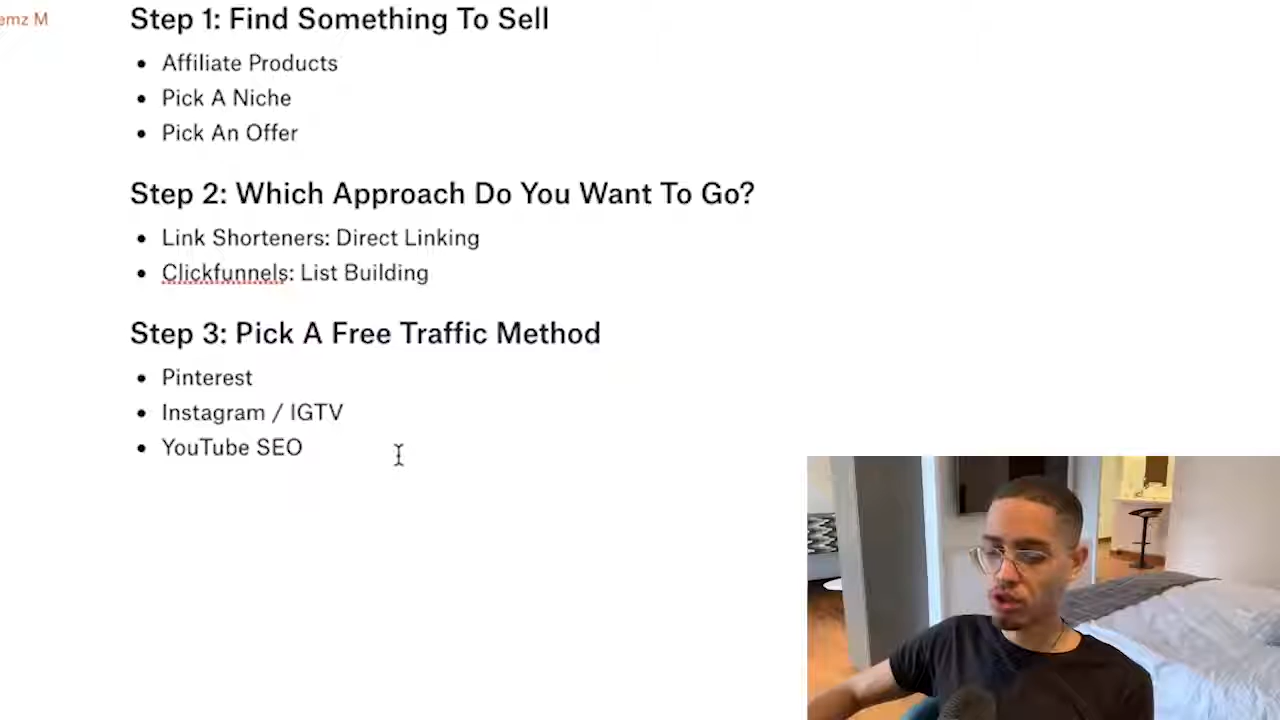 emz M
Step 1: Find Something To Sell
Affiliate Products
Pick A Niche
Pick An Offer
Step 2: Which Approach Do You Want To Go?
Link Shorteners: Direct Linking
Clickfunnels: List Building
Step 3: Pick A Free Traffic Method
Pinterest
Instagram / IGTV
YouTube SEO